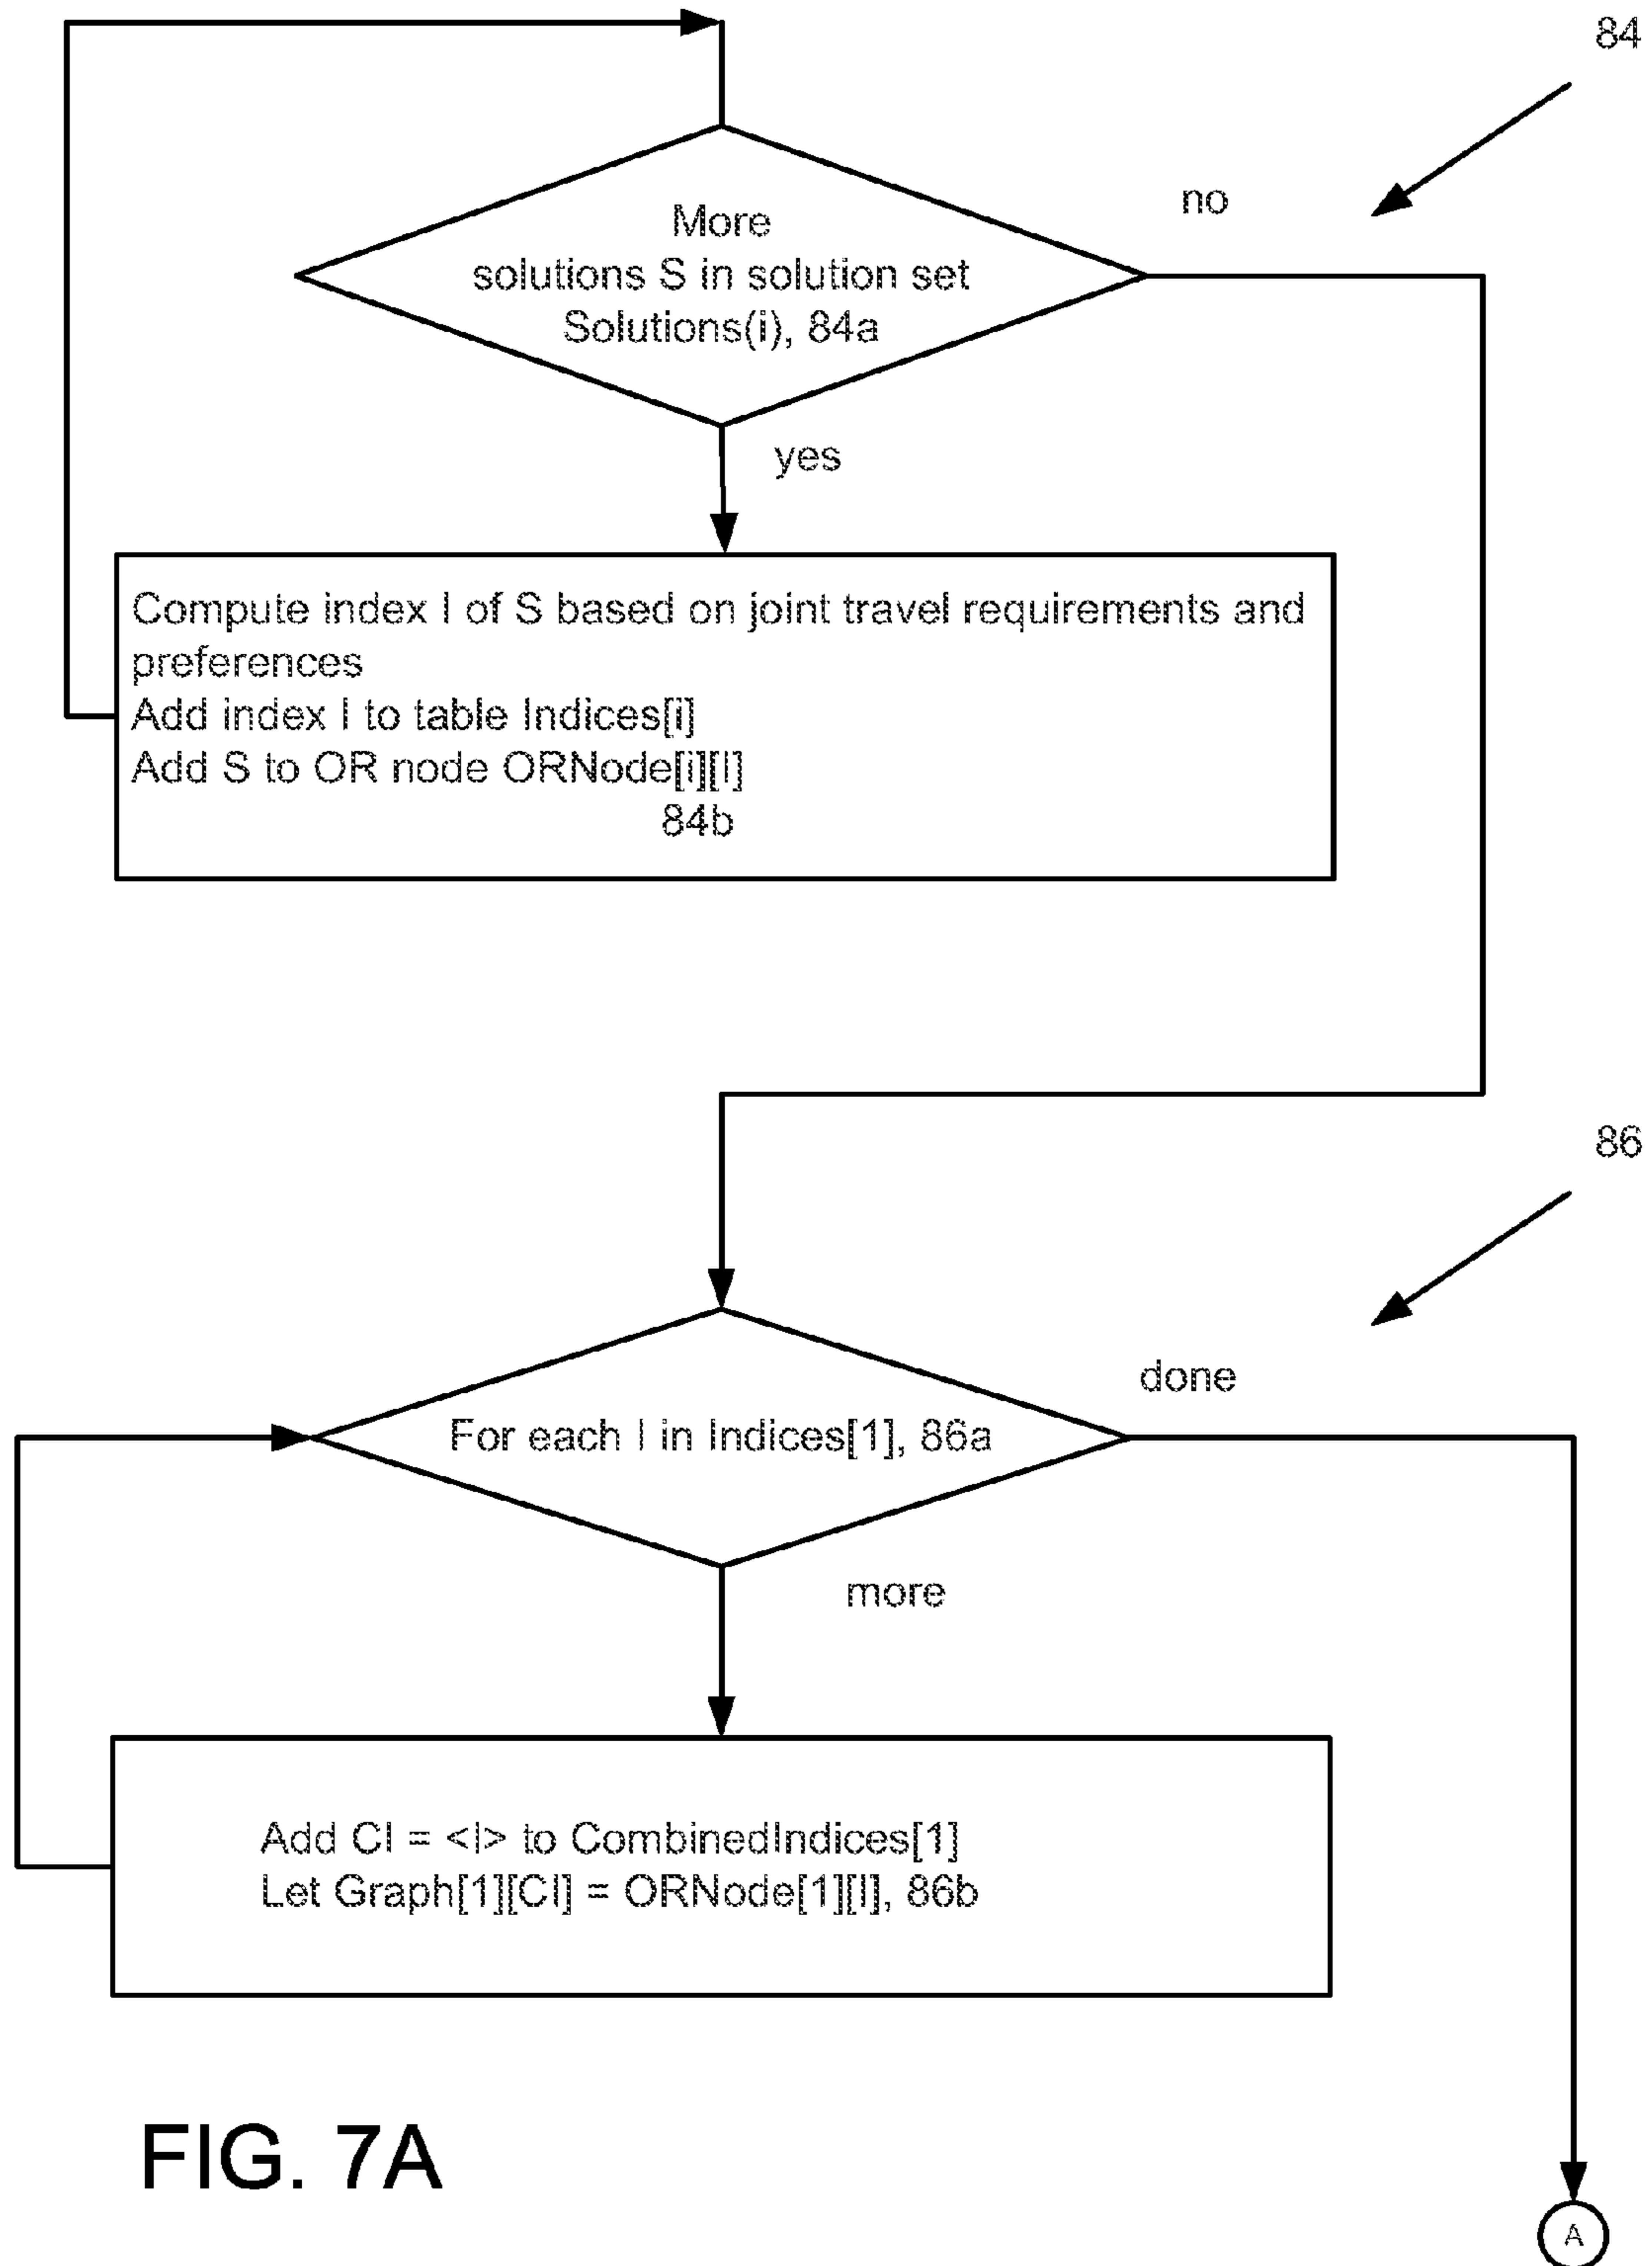 84
no
More
solutions S in solution set
Solutions(i), 84a
yes
Compute index I of S based on joint travel requirements and
preferences
Add index I to table Indices[i]
Add S to OR node ORNode[i][I]
84b
86
done
For each I in Indices[1], 86a
more
Add CI = <I> to CombinedIndices[1]
Let Graph[1][CI] = ORNode[1][I], 86b
FIG. 7A
A